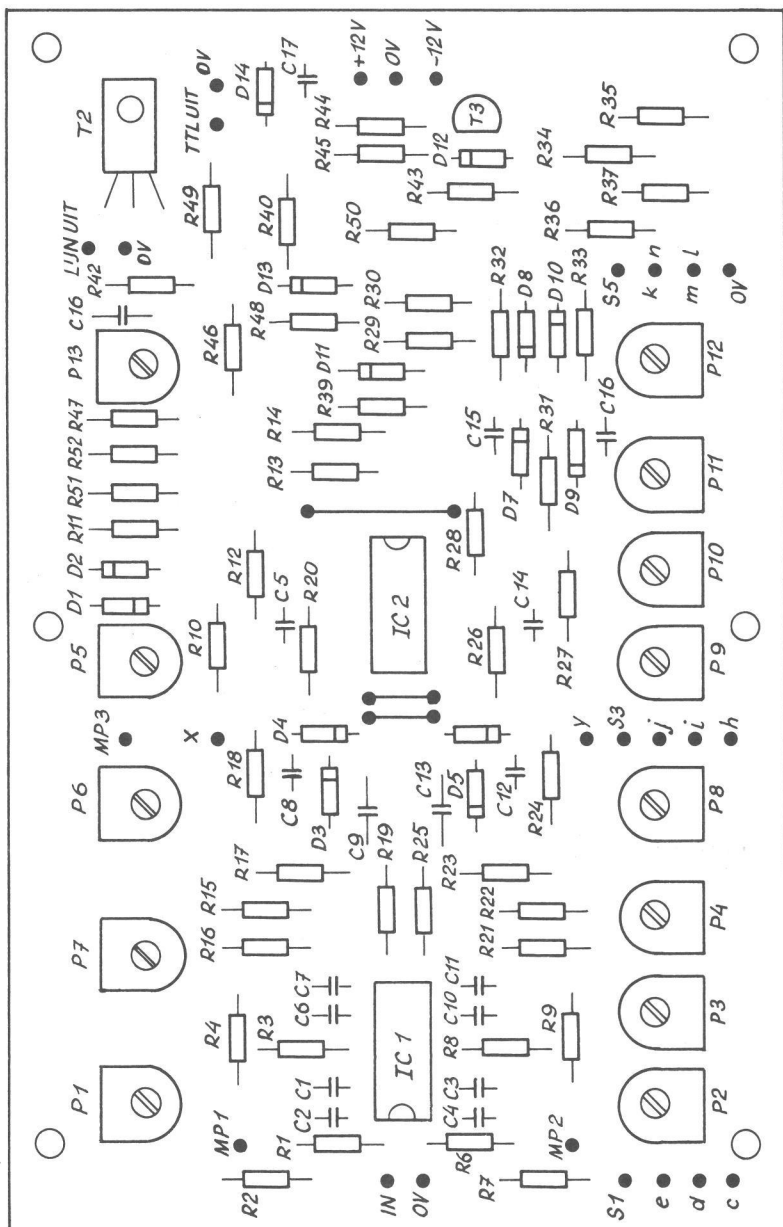 T2
TTLUIT
0V
D14
C17
+12V
0V
-12V
R44
R45
D12
T3
R35
R34
R43
R37
R49
R40
R50
R36
LIJNUIT
0V
R42
C16
P13
R46
D13
R48
R30
R29
D11
R39
R32
D8
D10
R33
S5
k
n
m
l
0V
P12
R47
R52
R51
R11
D2
D1
R14
R13
C15
D7
R31
D9
C16
P11
R12
C5
R20
IC2
R28
C14
R27
R26
P10
P5
R10
P9
MP3
x
D4
y
S3
j
i
h
P6
R18
C8
D3
C9
C13
D5
C12
R24
P8
R17
R19
R25
R23
R15
R16
R22
R21
P4
P7
C7
C6
C11
C10
R4
R3
IC1
R8
R9
P3
P1
C1
C2
C3
C4
P2
MP1
R1
R6
MP2
R2
IN
0V
R7
S1
e
d
c